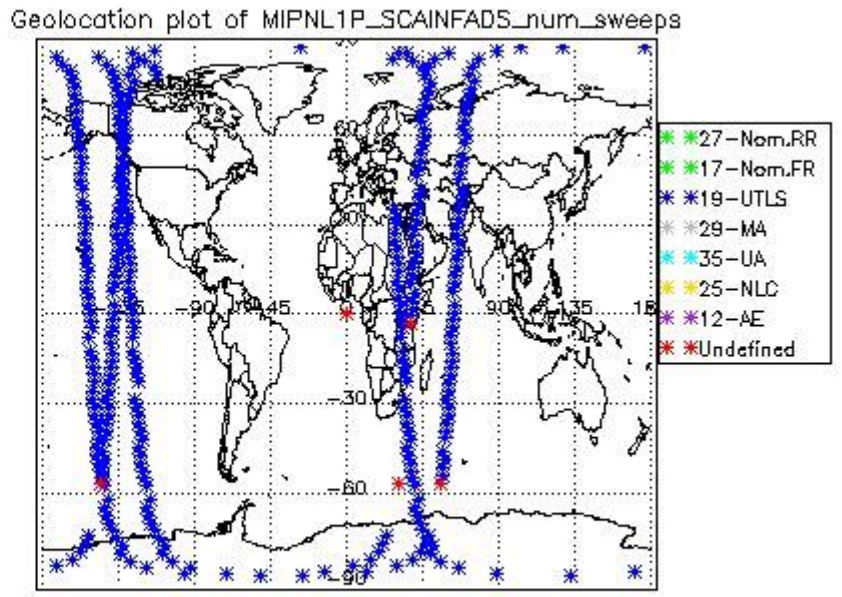 Geolocation plot of MIPNL1P_SCAINFADS_num_sweeps
60
27-Nom.RR
17-Nom.FR
19-UTLS
29-MA
35-UA
25-NLC
12-AE
Undefined
-90
-45
90
135
-30
-60
-90